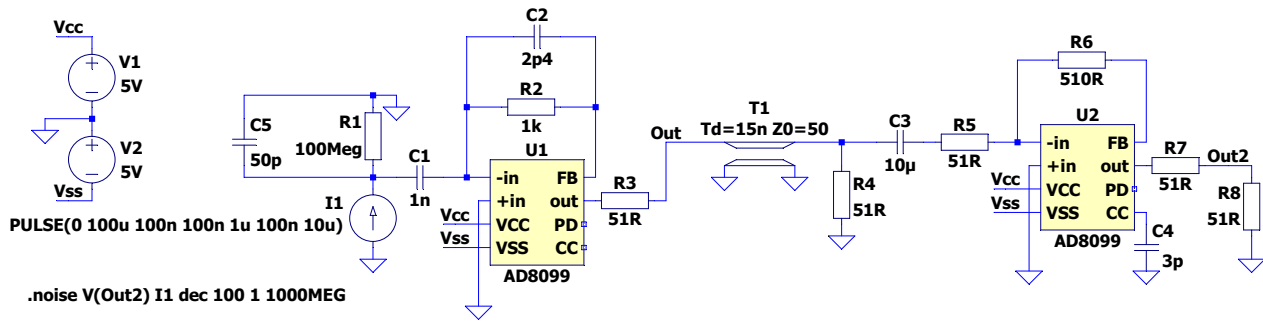 Vcc
V1
5V
V2
5V
Vss
PULSE(0 100u 100n 100n 1u 100n 10u)
.noise V(Out2) I1 dec 100 1 1000MEG
C5
50p
R1
100Meg
I1
C1
1n
C2
2p4
R2
1k
U1
-in
+in
VCC
VSS
FB
out
PD
CC
AD8099
Vcc
Vss
R3
51R
Out
T1
Td=15n Z0=50
R4
51R
C3
10µ
R5
51R
R6
510R
U2
-in
+in
VCC
VSS
FB
out
PD
CC
AD8099
Vcc
Vss
C4
3p
R7
51R
Out2
R8
51R